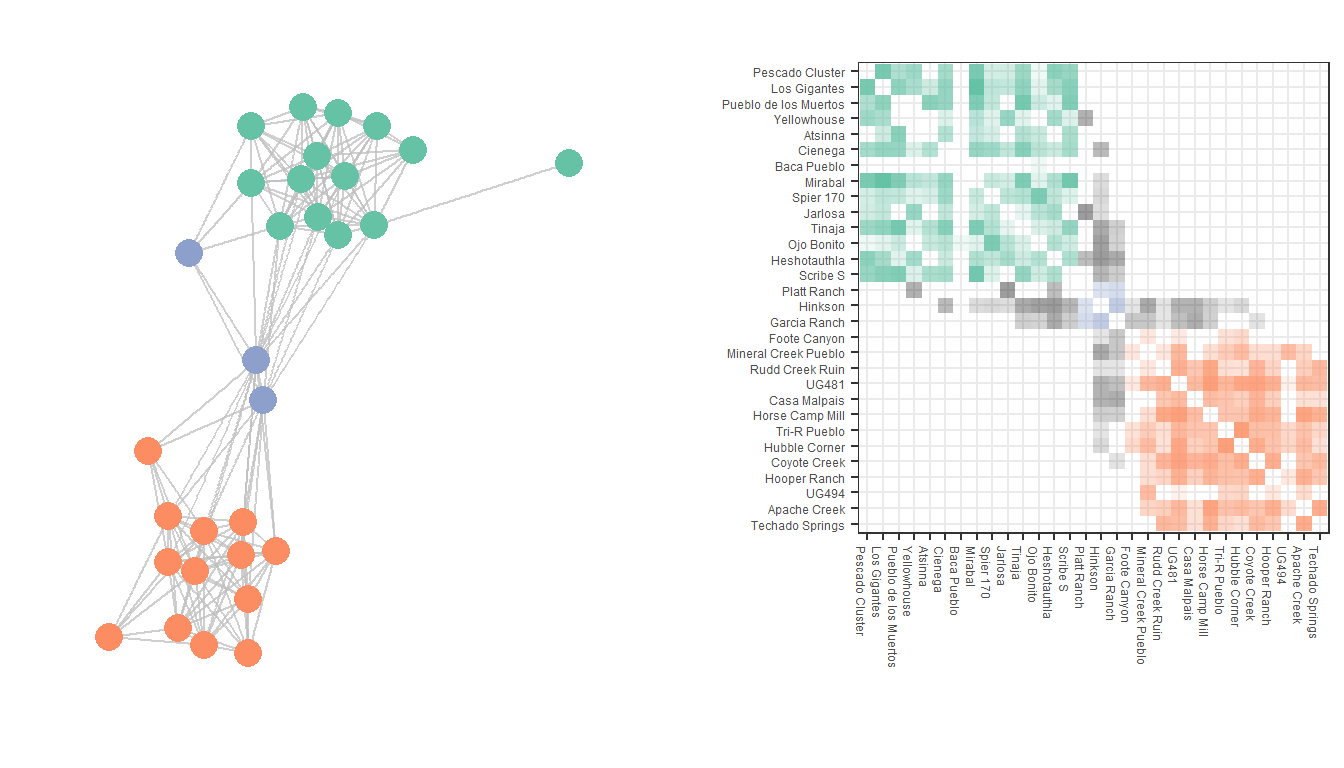 Pescado Cluster
Los Gigantes
Pueblo de los Muertos
Yellowhouse
Atsinna
Cienega
Baca Pueblo
Mirabal
Spier 170
Jarlosa
Tinaja
Ojo Bonito
Heshotauthla
Scribe S
Platt Ranch
Hinkson
Garcia Ranch
Foote Canyon
Mineral Creek Pueblo
Rudd Creek Ruin
UG481
Casa Malpais
Horse Camp Mill
Tri-R Pueblo
Hubble Corner
Coyote Creek
Hooper Ranch
UG494
Apache Creek
Techado Springs
Pescado Cluster
Los Gigantes
Pueblo de los Muertos
Yellowhouse
Atsinna
Cienega
Baca Pueblo
Mirabal
Spier 170
Jarlosa
Tinaja
Ojo Bonito
Heshotauthla
Scribe S
Platt Ranch
Hinkson
Garcia Ranch
Foote Canyon
Mineral Creek Pueblo
Rudd Creek Ruin
UG481
Casa Malpais
Horse Camp Mill
Tri-R Pueblo
Hubble Corner
Coyote Creek
Hooper Ranch
UG494
Apache Creek
Techado Springs